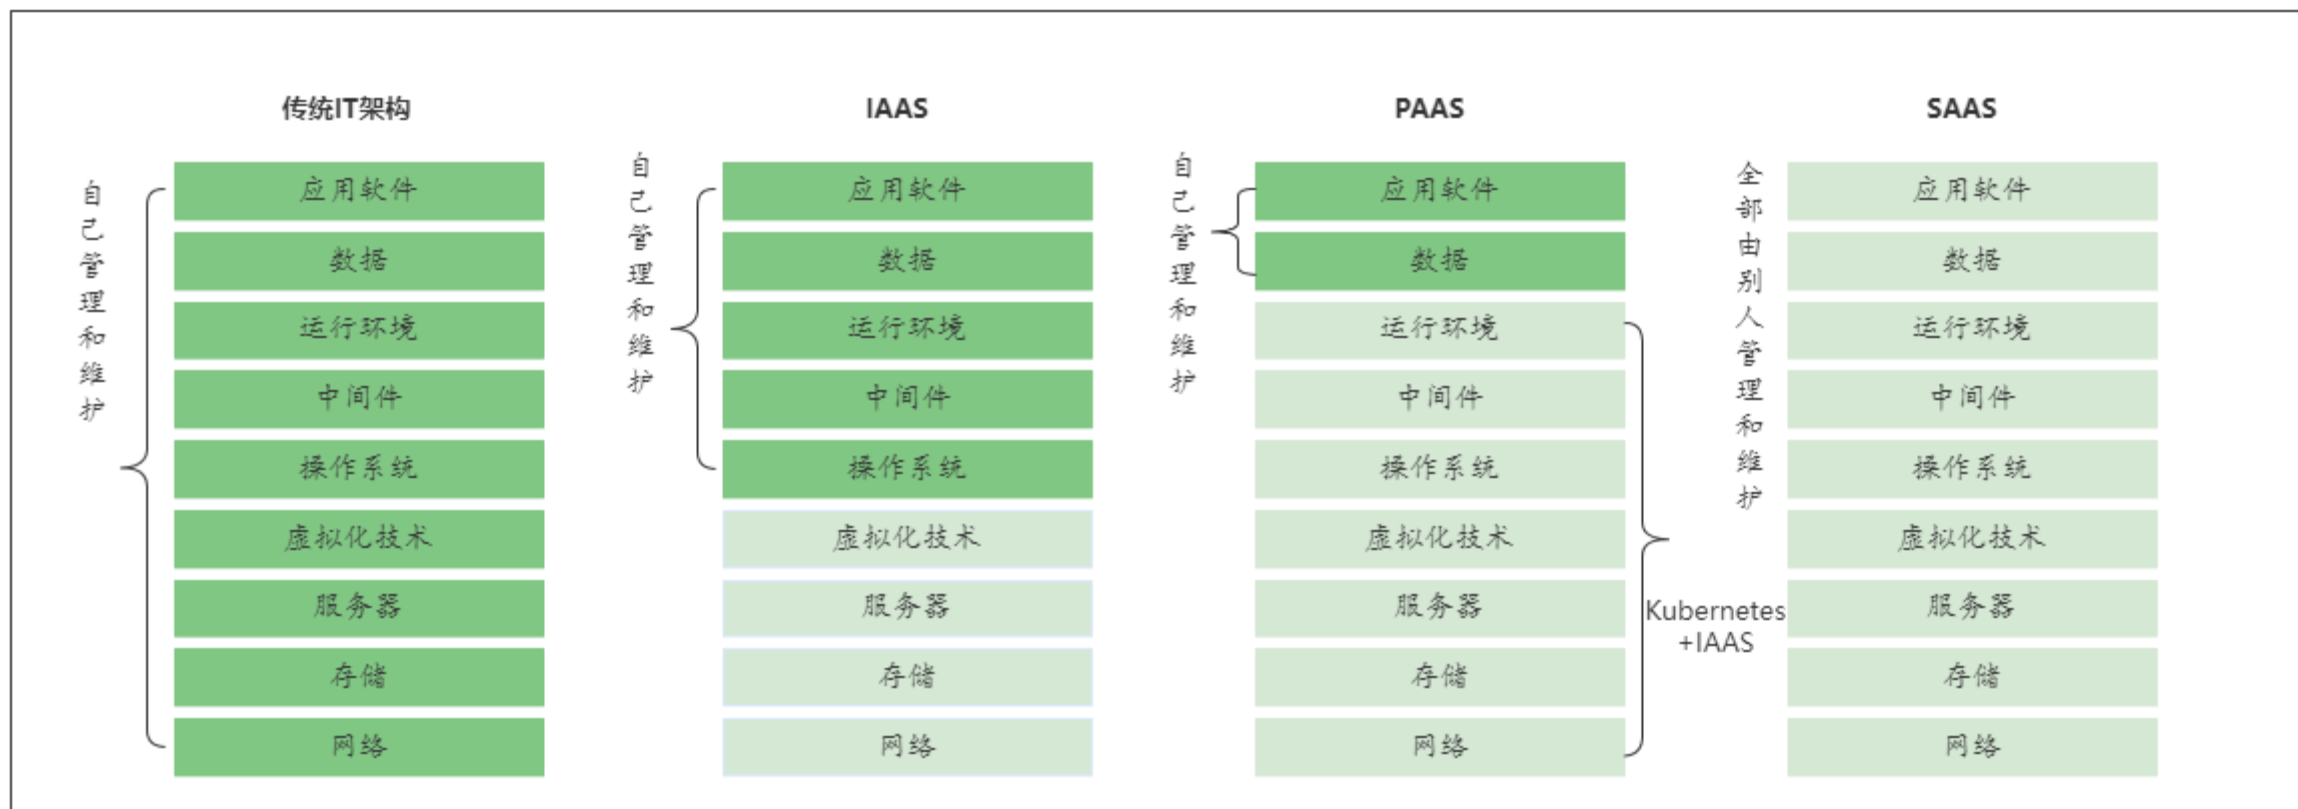 传统IT架构
自己管理和维护
应用软件
数据
运行环境
中间件
操作系统
虚拟化技术
服务器
存储
网络
IAAS
自己管理和维护
应用软件
数据
运行环境
中间件
操作系统
虚拟化技术
服务器
存储
网络
PAAS
自己管理和维护
应用软件
数据
运行环境
中间件
操作系统
虚拟化技术
服务器
存储
网络
Kubernetes
+IAAS
SAAS
全部由别人管理和维护
应用软件
数据
运行环境
中间件
操作系统
虚拟化技术
服务器
存储
网络